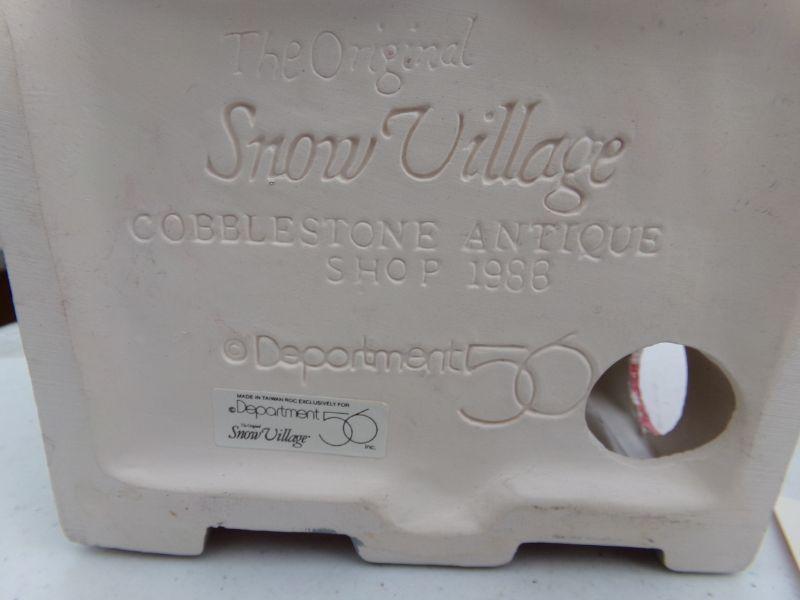 The Original
Snow Village
COBBLESTONE ANTIQUE
SHOP 1988
© Department 56
MADE IN TAIWAN ROC EXCLUSIVELY FOR
© Department 56
The Original
Snow Village
INC.